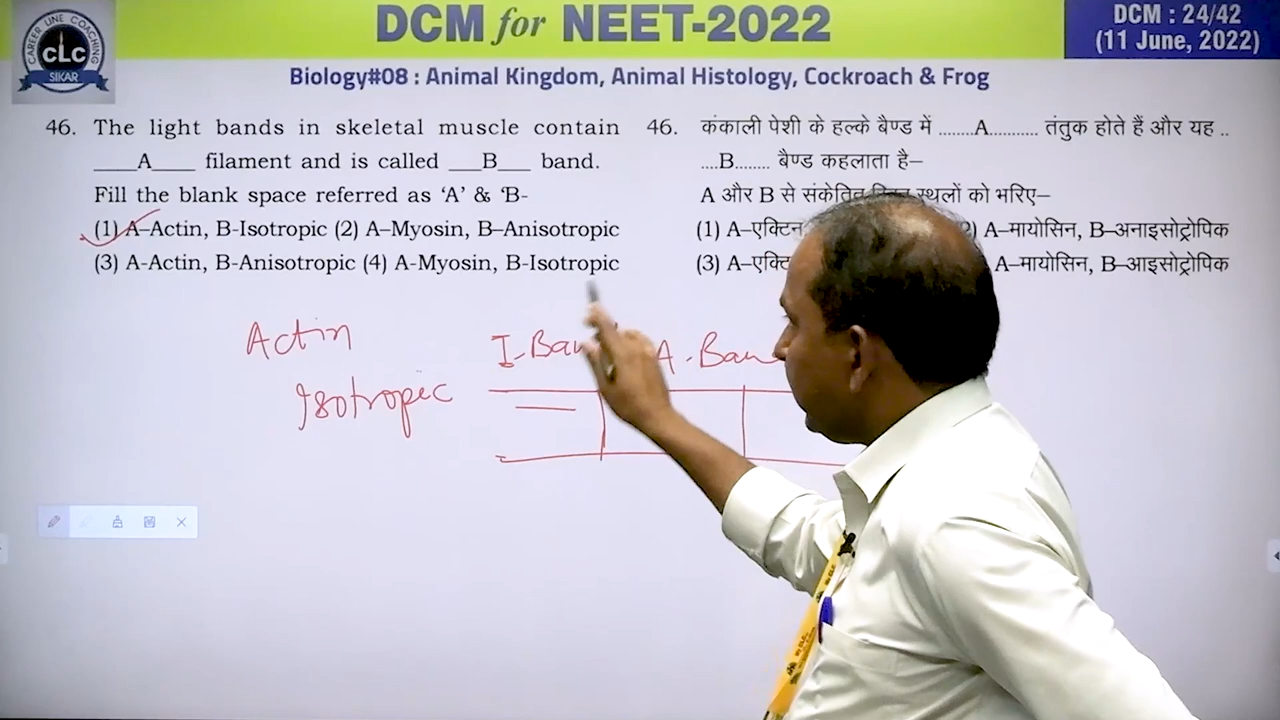 DCM for NEET-2022
DCM : 24/42
(11 June, 2022)
CAREER LINE COACHING
CLC
SIKAR
Biology#08 : Animal Kingdom, Animal Histology, Cockroach & Frog
46. The light bands in skeletal muscle contain
____A____ filament and is called ___B___ band.
Fill the blank space referred as ‘A’ & ‘B-
(1) A–Actin, B-Isotropic (2) A–Myosin, B–Anisotropic
(3) A-Actin, B-Anisotropic (4) A-Myosin, B-Isotropic
46. कंकाली पेशी के हल्के बैण्ड में ........A........... तंतुक होते हैं और यह ..
....B........ बैण्ड कहलाता है–
A और B से संकेतित स्थलों को भरिए–
(1) A–एक्टिन A–मायोसिन, B–अनाइसोट्रोपिक
(3) A–एक्टि A–मायोसिन, B–आइसोट्रोपिक
Actin
Isotropic
I-Ban
A-Ban